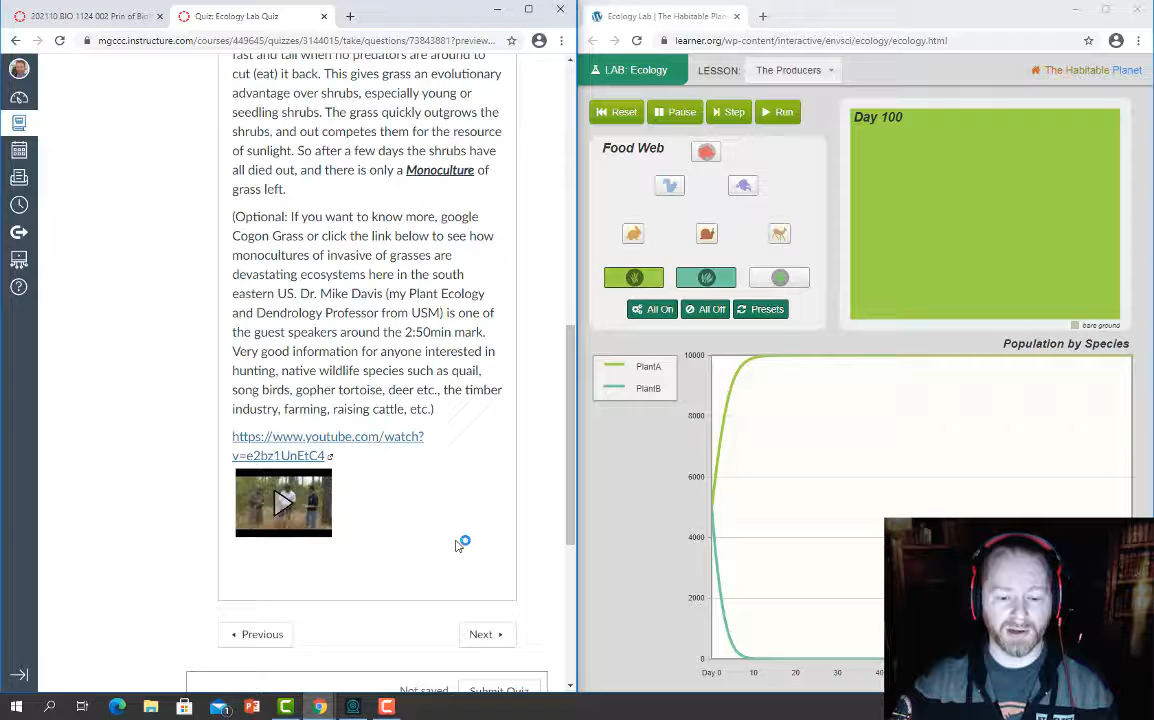 202110 BIO 1124 002 Prin of Bio
Quiz: Ecology Lab Quiz
mgccc.instructure.com/courses/449645/quizzes/3144015/take/questions/73843881?preview...
fast and tall when no predators are around to
cut (eat) it back. This gives grass an evolutionary
advantage over shrubs, especially young or
seedling shrubs. The grass quickly outgrows the
shrubs, and out competes them for the resource
of sunlight. So after a few days the shrubs have
all died out, and there is only a Monoculture of
grass left.
(Optional: If you want to know more, google
Cogon Grass or click the link below to see how
monocultures of invasive of grasses are
devastating ecosystems here in the south
eastern US. Dr. Mike Davis (my Plant Ecology
and Dendrology Professor from USM) is one of
the guest speakers around the 2:50min mark.
Very good information for anyone interested in
hunting, native wildlife species such as quail,
song birds, gopher tortoise, deer etc., the timber
industry, farming, raising cattle, etc.)
https://www.youtube.com/watch?
v=e2bz1UnEtC4
Previous
Next
Not saved
Submit Quiz
Ecology Lab | The Habitable Plan
learner.org/wp-content/interactive/envsci/ecology/ecology.html
LAB: Ecology
LESSON:
The Producers
The Habitable Planet
Reset
Pause
Step
Run
Day 100
Food Web
All On
All Off
Presets
bare ground
Population by Species
PlantA
PlantB
10000
8000
6000
4000
2000
0
Day 0
10
20
30